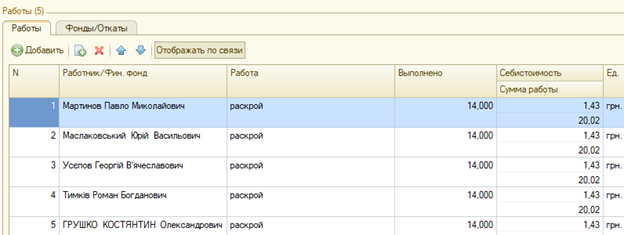 Работы (5)
Работы Фонды/Откаты
Добавить Отображать по связи
N Работник/Фин. фонд Работа Выполнено Себистоимость Ед.
Сумма работы
1 Мартинов Павло Миколайович раскрой 14,000 1,43 грн.
20,02
2 Маслаковський Юрій Васильович раскрой 14,000 1,43 грн.
20,02
3 Усєпов Георгій В'ячеславович раскрой 14,000 1,43 грн.
20,02
4 Тимків Роман Богданович раскрой 14,000 1,43 грн.
20,02
5 ГРУШКО КОСТЯНТИН Олександрович раскрой 14,000 1,43 грн.